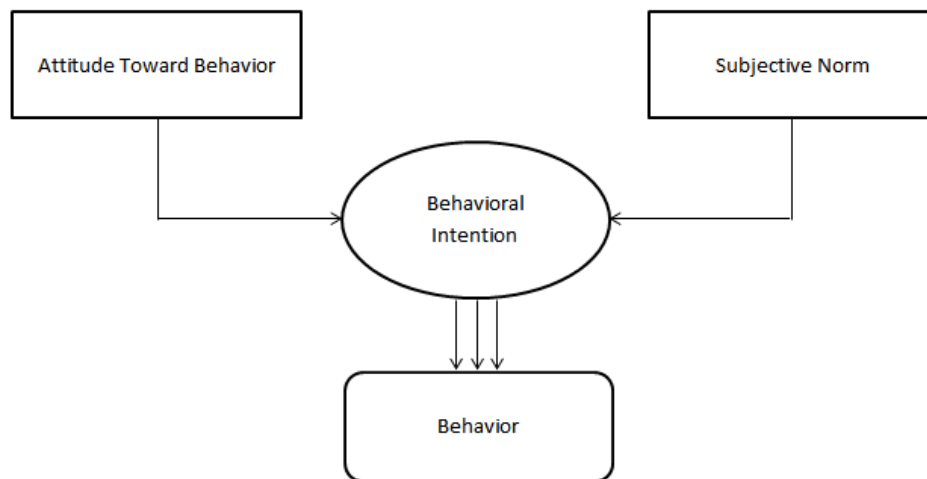 Attitude Toward Behavior
Subjective Norm
Behavioral
Intention
Behavior